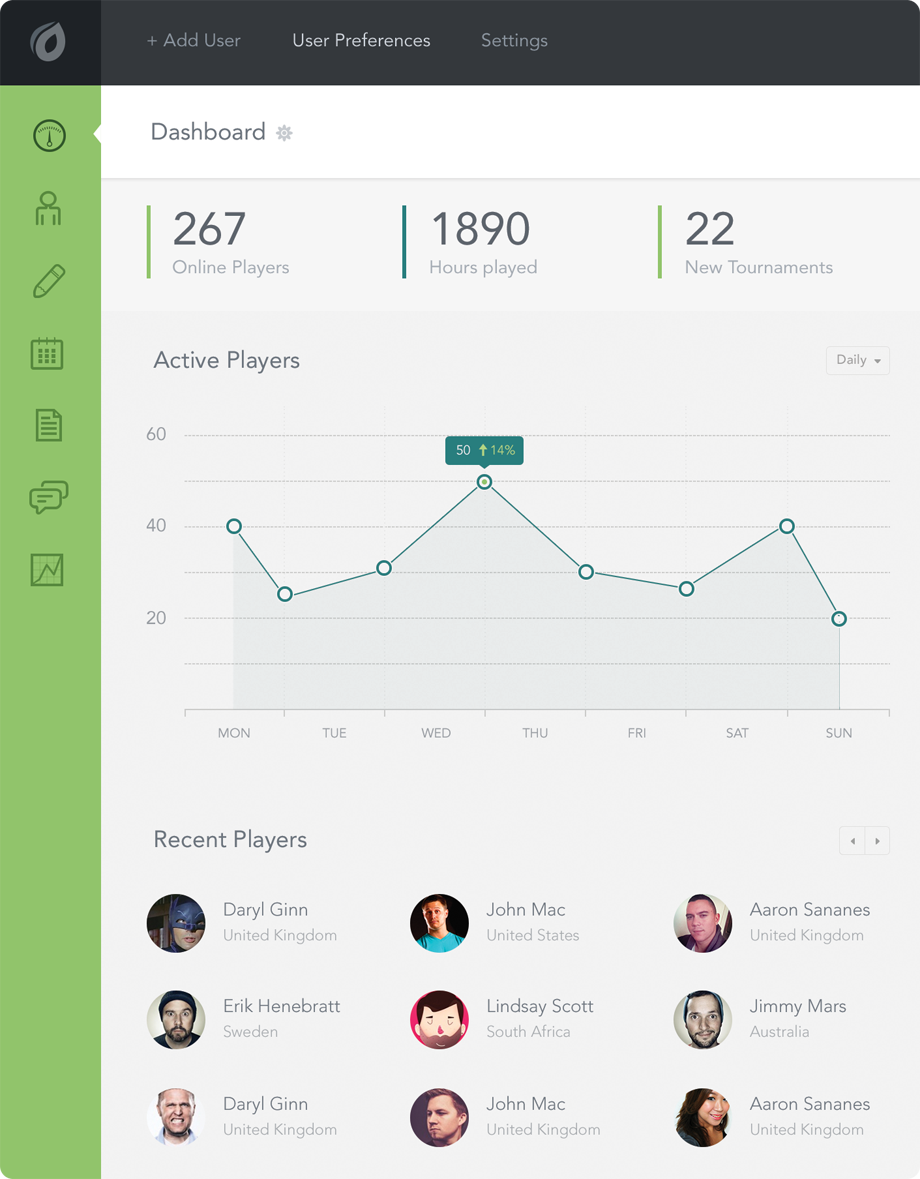 + Add User
User Preferences
Settings
Dashboard
267
Online Players
1890
Hours played
22
New Tournaments
Active Players
Daily
60
50 14%
40
20
MON TUE WED THU FRI SAT SUN
Recent Players
Daryl Ginn
United Kingdom
John Mac
United States
Aaron Sananes
United Kingdom
Erik Henebratt
Sweden
Lindsay Scott
South Africa
Jimmy Mars
Australia
Daryl Ginn
United Kingdom
John Mac
United Kingdom
Aaron Sananes
United Kingdom